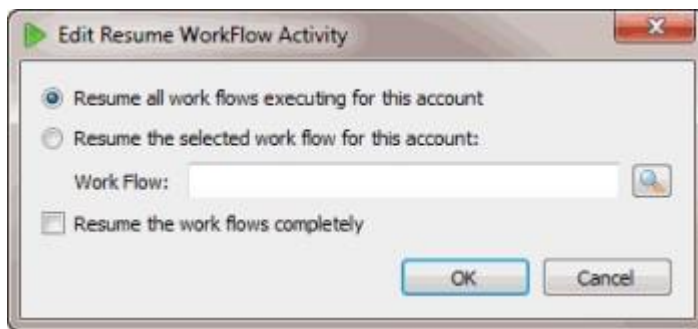 Edit Resume WorkFlow Activity
Resume all work flows executing for this account
Resume the selected work flow for this account:
Work Flow:
Resume the work flows completely
OK Cancel